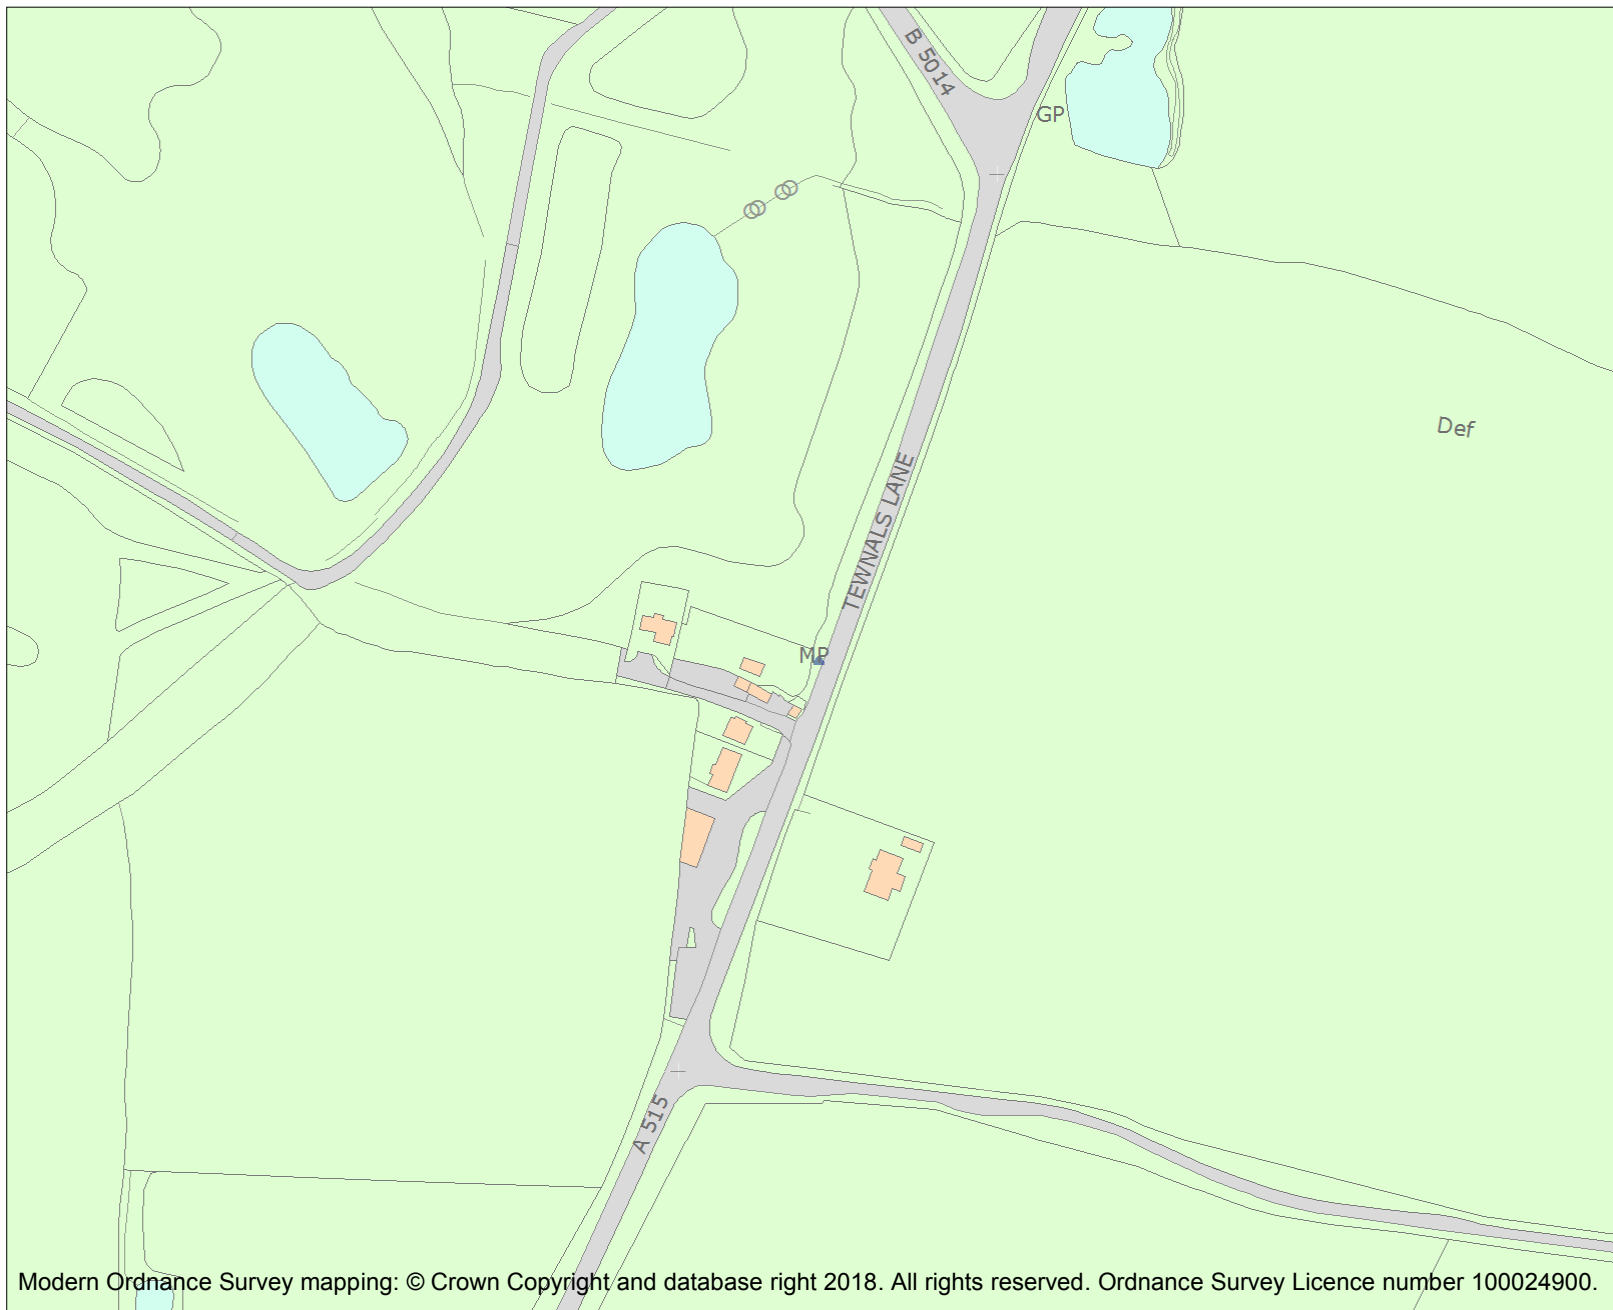 B 5014
GP
Def
TEWNALS LANE
MP
A 515
Modern Ordnance Survey mapping: © Crown Copyright and database right 2018. All rights reserved. Ordnance Survey Licence number 100024900.